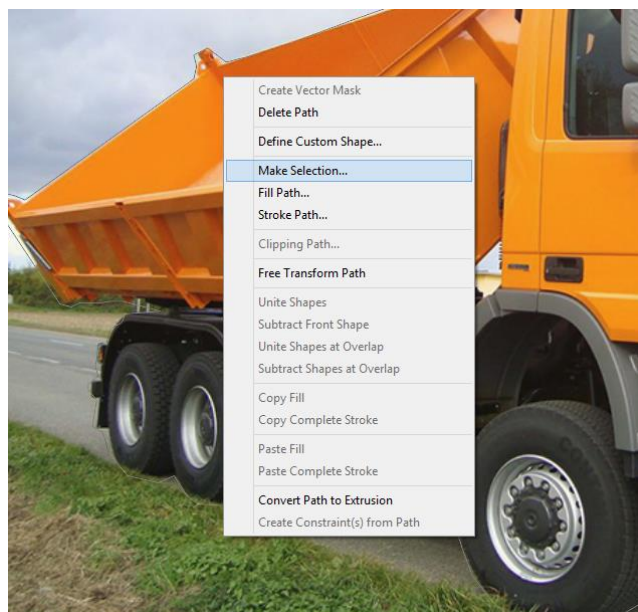 Create Vector Mask
Delete Path
Define Custom Shape...
Make Selection...
Fill Path...
Stroke Path...
Clipping Path...
Free Transform Path
Unite Shapes
Subtract Front Shape
Unite Shapes at Overlap
Subtract Shapes at Overlap
Copy Fill
Copy Complete Stroke
Paste Fill
Paste Complete Stroke
Convert Path to Extrusion
Create Constraint(s) from Path